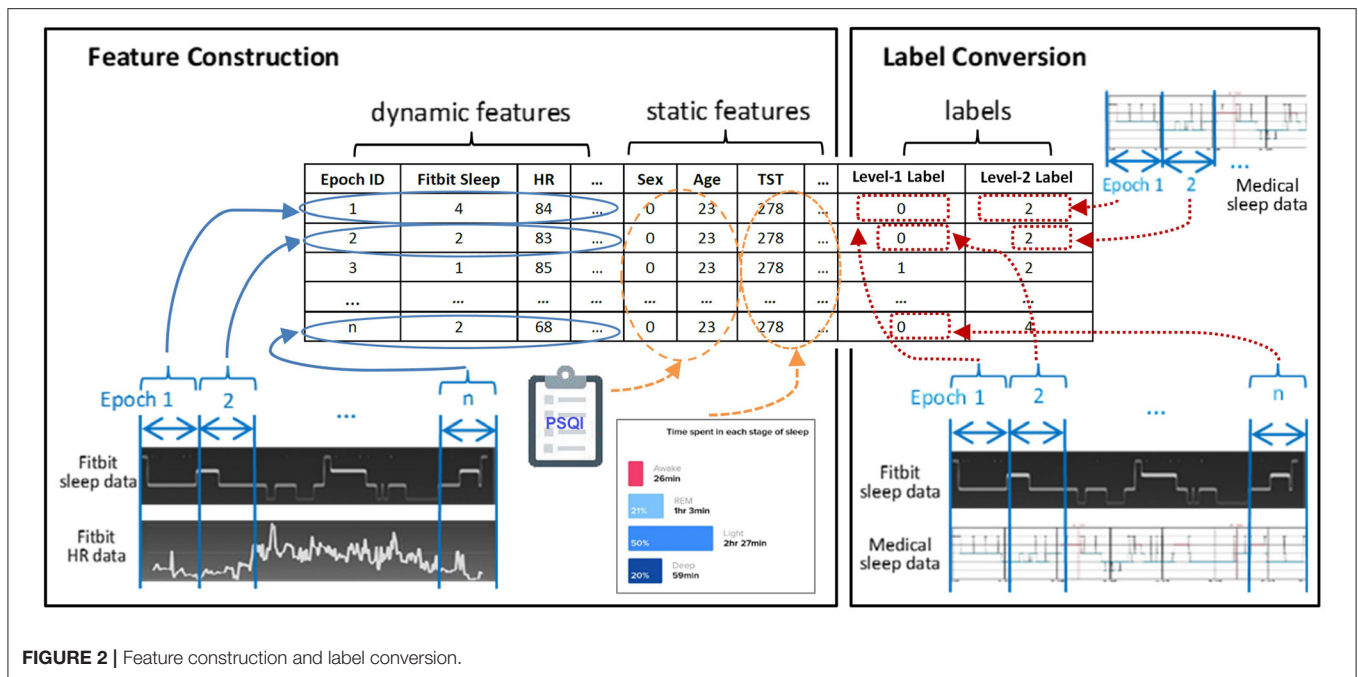 Feature Construction
Label Conversion
dynamic features
static features
labels
Epoch ID Fitbit Sleep HR ... Sex Age TST ... Level-1 Label Level-2 Label
1 4 84 ... 0 23 278 ... 0 2
2 2 83 ... 0 23 278 ... 0 2
3 1 85 ... 0 23 278 ... 1 2
... ... ... ... ... ... ... ... ... ...
n 2 68 ... 0 23 278 ... 0 4
Epoch 1 2 ...
Medical
sleep data
Epoch 1 2 ... n
Fitbit
sleep data
Fitbit
HR data
PSQI
Time spent in each stage of sleep
Awake
26min
REM
21% 1hr 3min
Light
50% 2hr 27min
Deep
20% 59min
Epoch 1 2 ... n
Fitbit
sleep data
Medical
sleep data
FIGURE 2 | Feature construction and label conversion.